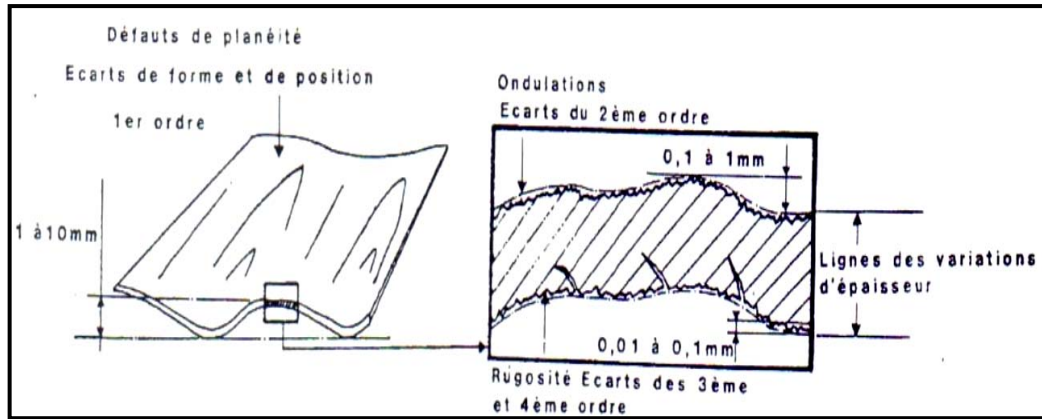 Défauts de planéité
Ecarts de forme et de position
1er ordre
1 à10mm
Ondulations
Ecarts du 2ème ordre
0,1 à 1mm
Lignes des variations
d'épaisseur
0,01 à 0,1mm
Rugosité Ecarts des 3ème
et 4ème ordre